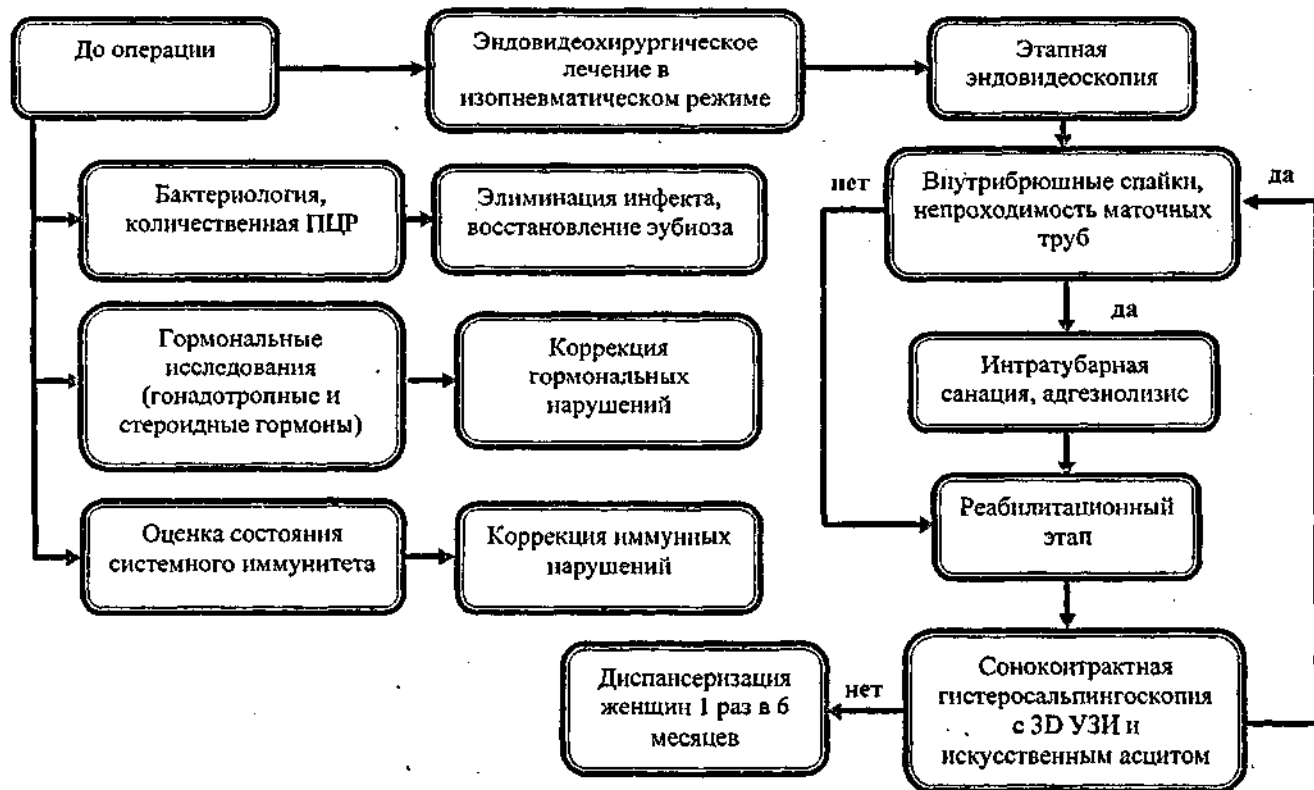 До операции
Эндовидеохирургическое
лечение в
изопневматическом режиме
Этапная
эндовидеоскопия
Бактериология,
количественная ПЦР
Элиминация инфекта,
восстановление эубиоза
нет
Внутрибрюшные спайки,
непроходимость маточных
труб
да
Гормональные
исследования
(гонадотропные и
стероидные гормоны)
Коррекция
гормональных
нарушений
да
Интратубарная
санация, адгезнолизис
Оценка состояния
системного иммунитета
Коррекция иммунных
нарушений
Реабилитационный
этап
Диспансеризация
женщин 1 раз в 6
месяцев
нет
Соноконтрактная
гистеросальпингоскопия
с 3D УЗИ и
искусственным асцитом